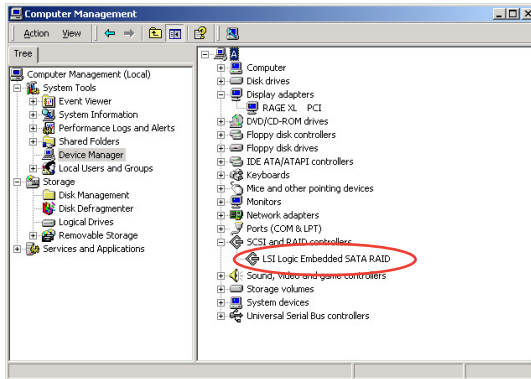 Computer Management
Action View
Tree
Computer Management (Local)
System Tools
Event Viewer
System Information
Performance Logs and Alerts
Shared Folders
Device Manager
Local Users and Groups
Storage
Disk Management
Disk Defragmenter
Logical Drives
Removable Storage
Services and Applications
A
Computer
Disk drives
Display adapters
RAGE XL PCI
DVD/CD-ROM drives
Floppy disk controllers
Floppy disk drives
IDE ATA/ATAPI controllers
Keyboards
Mice and other pointing devices
Monitors
Network adapters
Ports (COM & LPT)
SCSI and RAID controllers
LSI Logic Embedded SATA RAID
Sound, video and game controllers
Storage volumes
System devices
Universal Serial Bus controllers